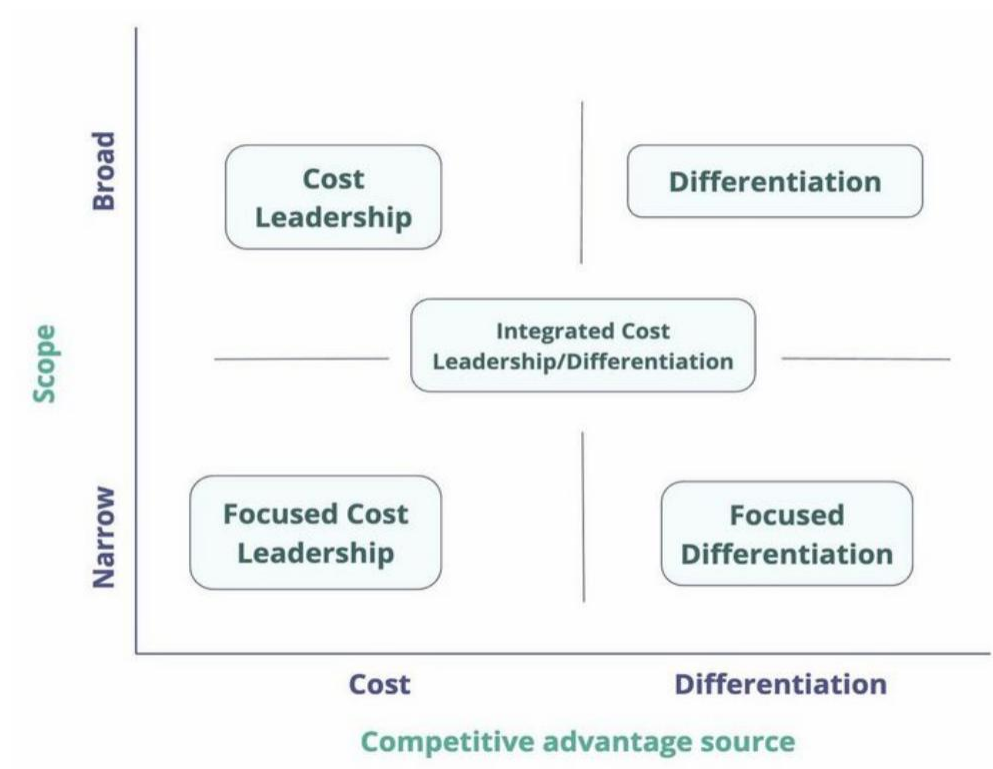 Broad
Cost
Leadership
Differentiation
Scope
Integrated Cost
Leadership/Differentiation
Narrow
Focused Cost
Leadership
Focused
Differentiation
Cost
Differentiation
Competitive advantage source